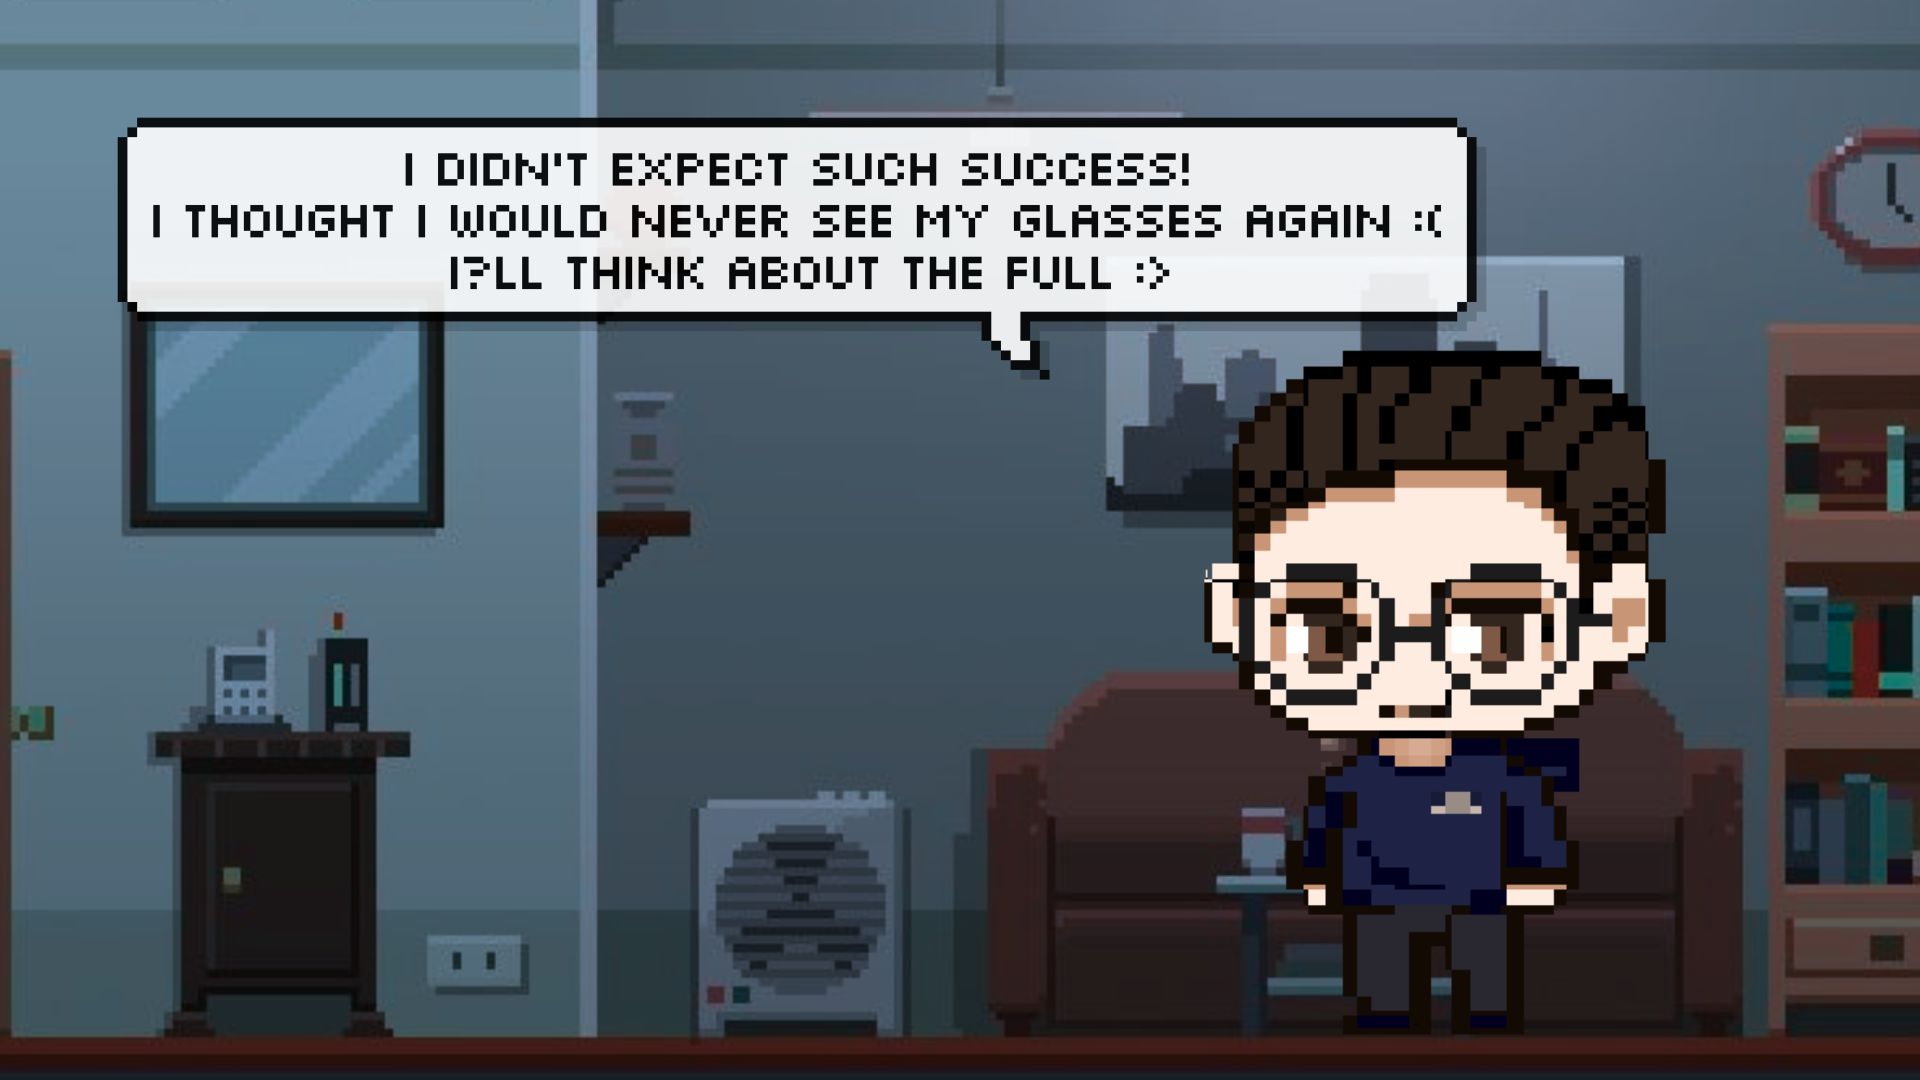 I DIDN'T EXPECT SUCH SUCCESS!
I THOUGHT I WOULD NEVER SEE MY GLASSES AGAIN :(
I?LL THINK ABOUT THE FULL :>